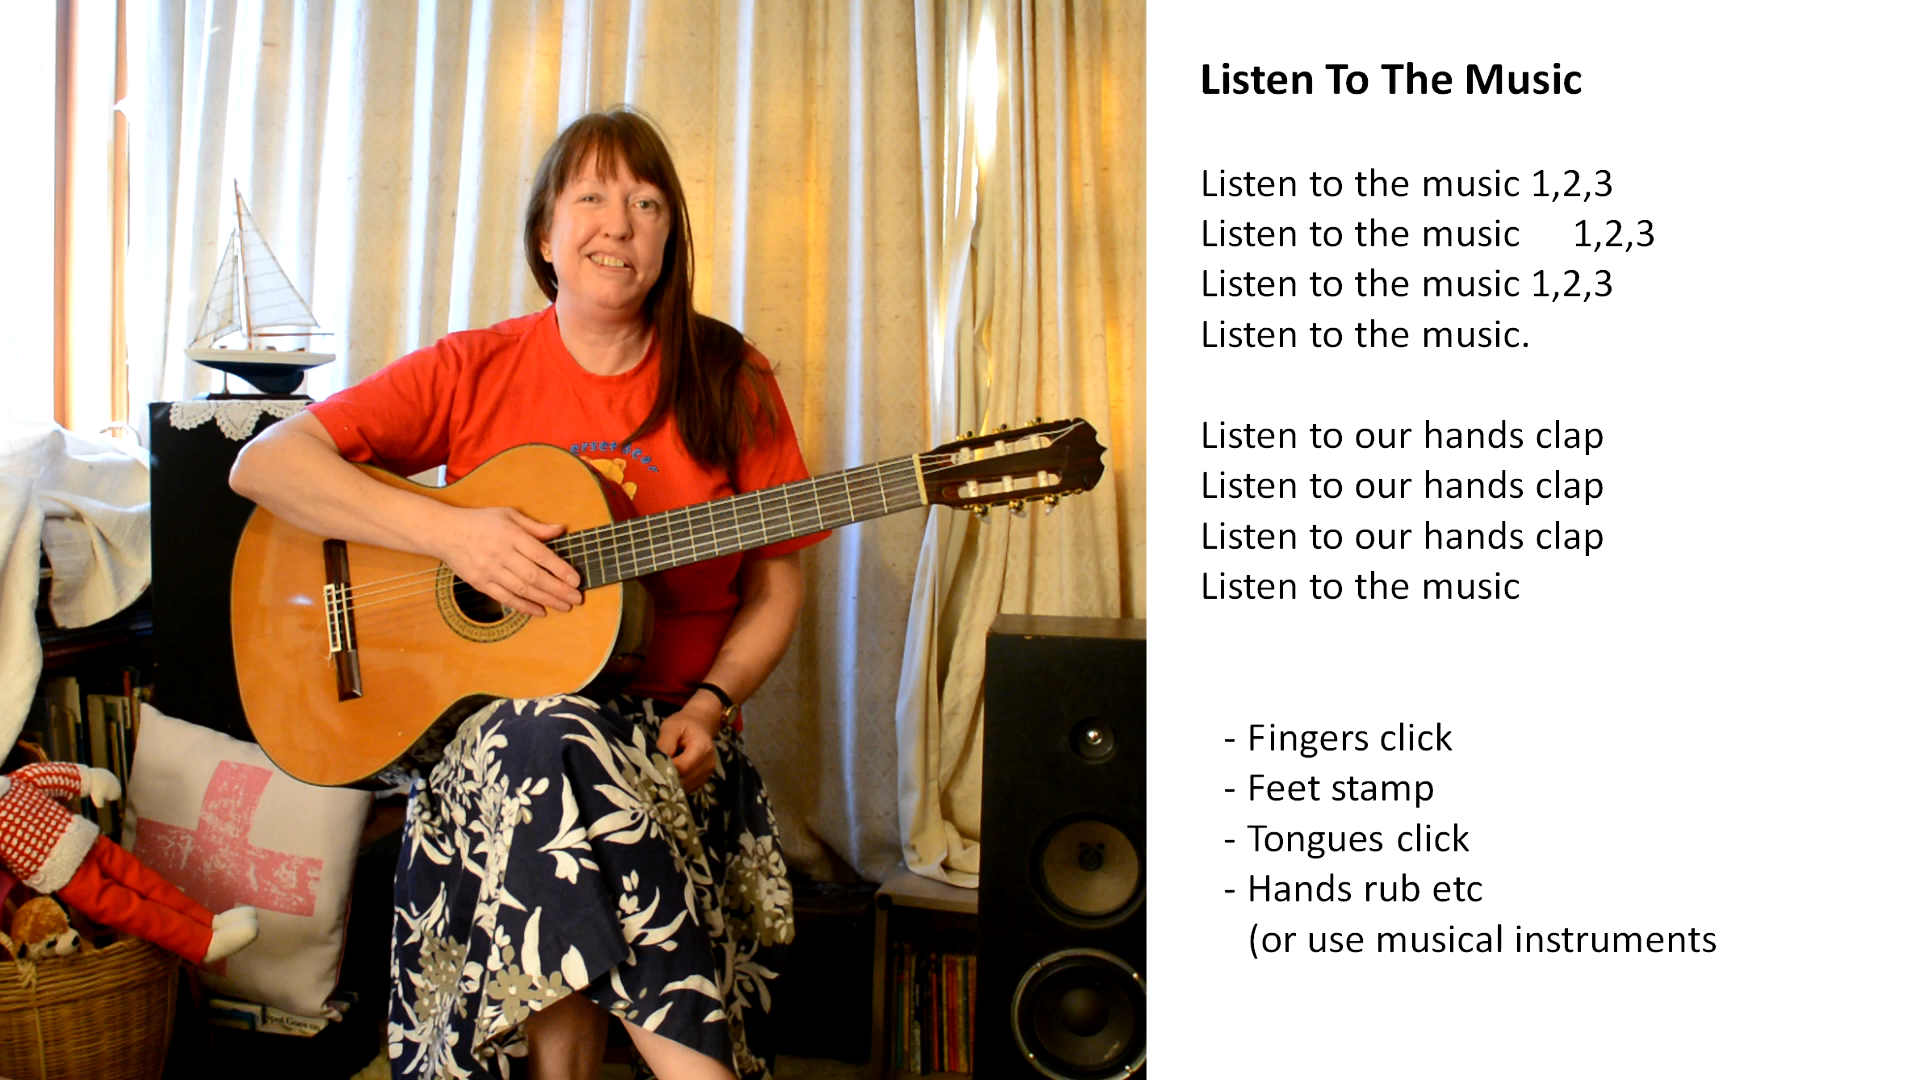 Listen To The Music
Listen to the music 1,2,3
Listen to the music 1,2,3
Listen to the music 1,2,3
Listen to the music.
Listen to our hands clap
Listen to our hands clap
Listen to our hands clap
Listen to the music
- Fingers click
- Feet stamp
- Tongues click
- Hands rub etc
(or use musical instruments
Spot Goes